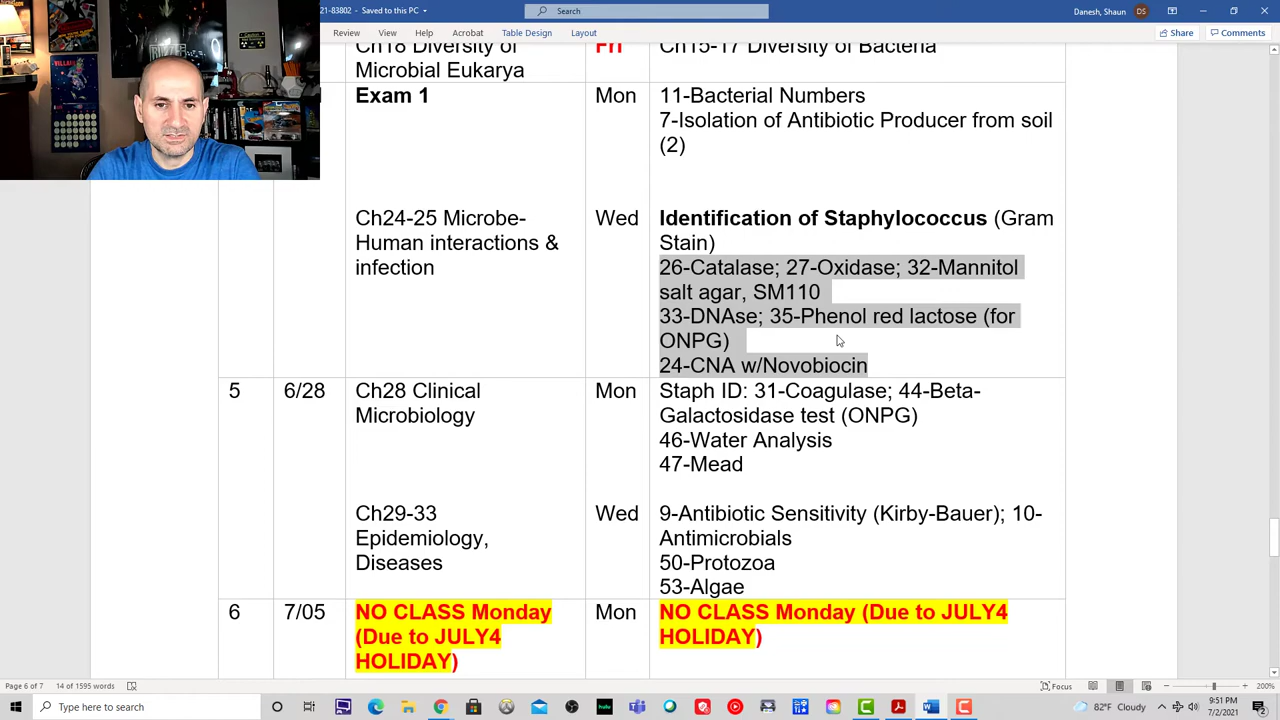 21-83802 - Saved to this PC
Search
Danesh, Shaun
DS
Review View Help Acrobat Table Design Layout
Share
Comments
Ch18 Diversity of
Microbial Eukarya
Fri
Ch15-17 Diversity of Bacteria
Exam 1
Mon
11-Bacterial Numbers
7-Isolation of Antibiotic Producer from soil
(2)
Ch24-25 Microbe-
Human interactions &
infection
Wed
Identification of Staphylococcus (Gram
Stain)
26-Catalase; 27-Oxidase; 32-Mannitol
salt agar, SM110
33-DNAse; 35-Phenol red lactose (for
ONPG)
24-CNA w/Novobiocin
5
6/28
Ch28 Clinical
Microbiology
Mon
Staph ID: 31-Coagulase; 44-Beta-
Galactosidase test (ONPG)
46-Water Analysis
47-Mead
Ch29-33
Epidemiology,
Diseases
Wed
9-Antibiotic Sensitivity (Kirby-Bauer); 10-
Antimicrobials
50-Protozoa
53-Algae
6
7/05
NO CLASS Monday
(Due to JULY4
HOLIDAY)
Mon
NO CLASS Monday (Due to JULY4
HOLIDAY)
Page 6 of 7
14 of 1595 words
Focus
200%
Type here to search
82°F Cloudy
9:51 PM
7/2/2021